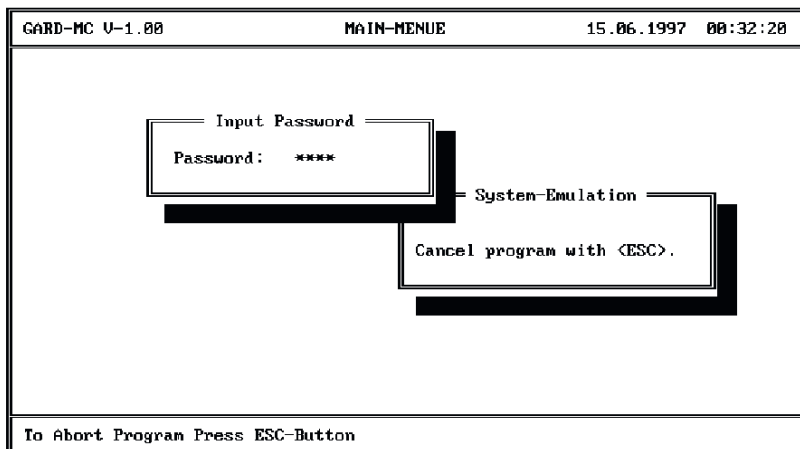 GARD-MC V-1.00 MAIN-MENUE 15.06.1997 00:32:20
Input Password
Password: ****
System-Emulation
Cancel program with <ESC>.
To Abort Program Press ESC-Button